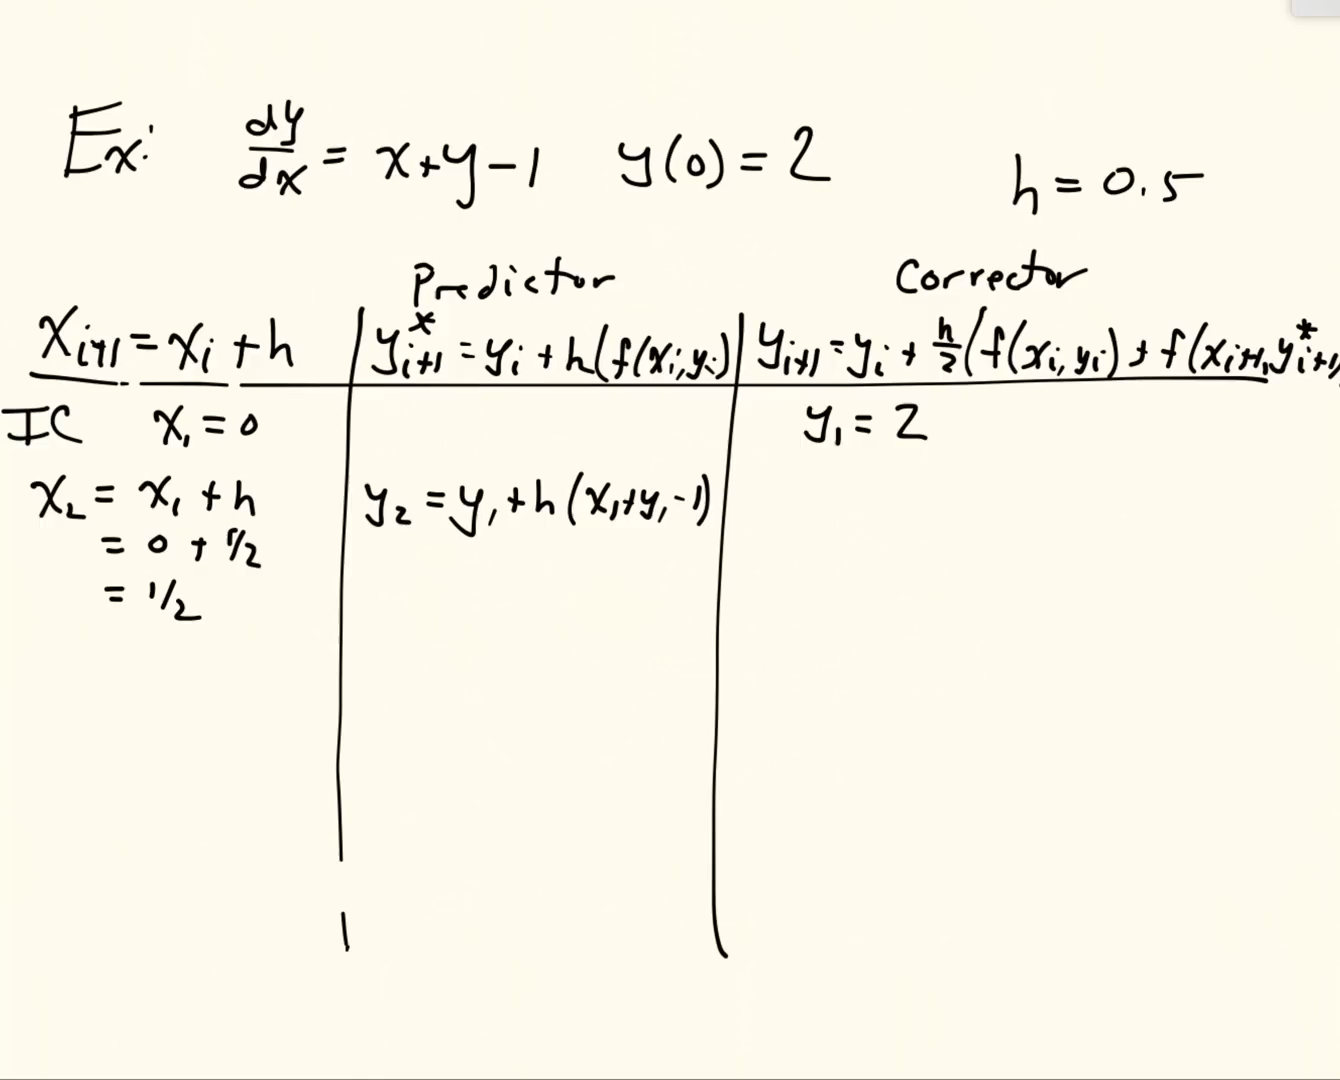 Ex: dy/dx = x+y-1 y(0) = 2 h = 0.5
Predictor Corrector
x_{i+1} = x_i + h | y*_{i+1} = y_i + h(f(x_i, y_i) | y_{i+1} = y_i + h/2 (f(x_i, y_i) + f(x_{i+1}, y*_{i+1})
IC x_1 = 0 y_1 = 2
x_2 = x_1 + h y_2 = y_1 + h(x_1+y_1-1)
= 0 + 1/2
= 1/2